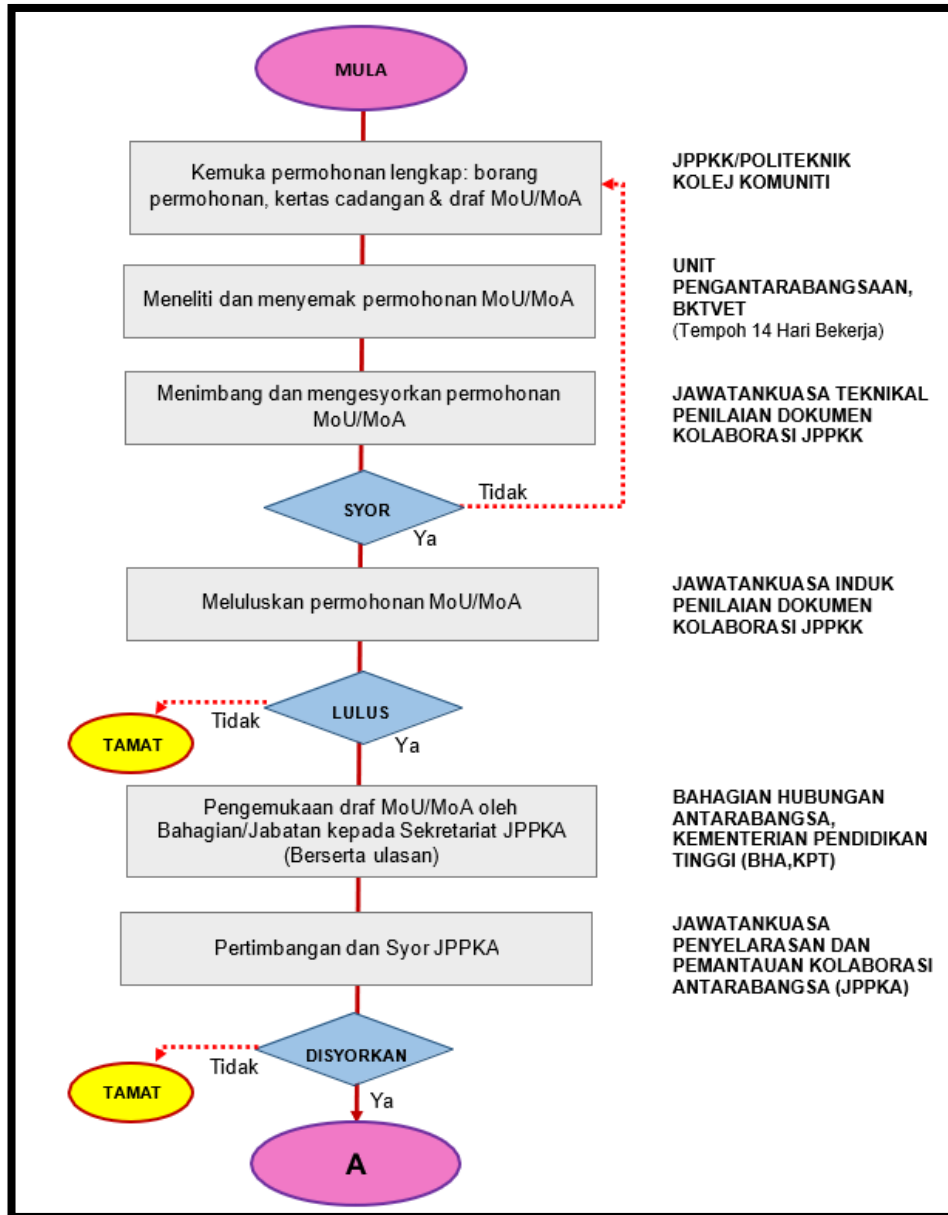 MULA
Kemuka permohonan lengkap: borang
permohonan, kertas cadangan & draf MoU/MoA
JPPKK/POLITEKNIK
KOLEJ KOMUNITI
Meneliti dan menyemak permohonan MoU/MoA
UNIT
PENGANTARABANGSAAN,
BKTVET
(Tempoh 14 Hari Bekerja)
Menimbang dan mengesyorkan permohonan
MoU/MoA
JAWATANKUASA TEKNIKAL
PENILAIAN DOKUMEN
KOLABORASI JPPKK
SYOR
Tidak
Ya
Meluluskan permohonan MoU/MoA
JAWATANKUASA INDUK
PENILAIAN DOKUMEN
KOLABORASI JPPKK
LULUS
Tidak
Ya
TAMAT
Pengemukaan draf MoU/MoA oleh
Bahagian/Jabatan kepada Sekretariat JPPKA
(Berserta ulasan)
BAHAGIAN HUBUNGAN
ANTARABANGSA,
KEMENTERIAN PENDIDIKAN
TINGGI (BHA,KPT)
Pertimbangan dan Syor JPPKA
JAWATANKUASA
PENYELARASAN DAN
PEMANTAUAN KOLABORASI
ANTARABANGSA (JPPKA)
DISYORKAN
Tidak
Ya
TAMAT
A